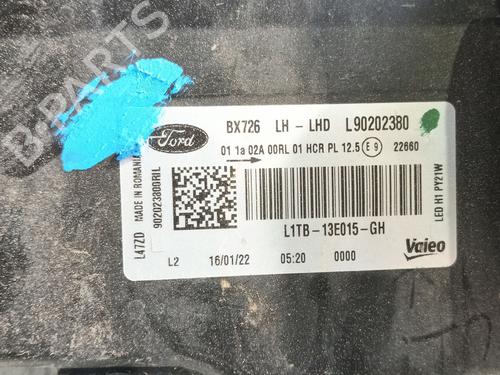 B-PARTS
Ford
BX726 LH - LHD L90202380
01 1a 02A 00RL 01 HCR PL 12.5 E9 22660
L1TB-13E015-GH
Valeo
L2 16/01/22 05:20 0000
L47ZD MADE IN ROMANIA
90202380RIL
LED H1 PY21W